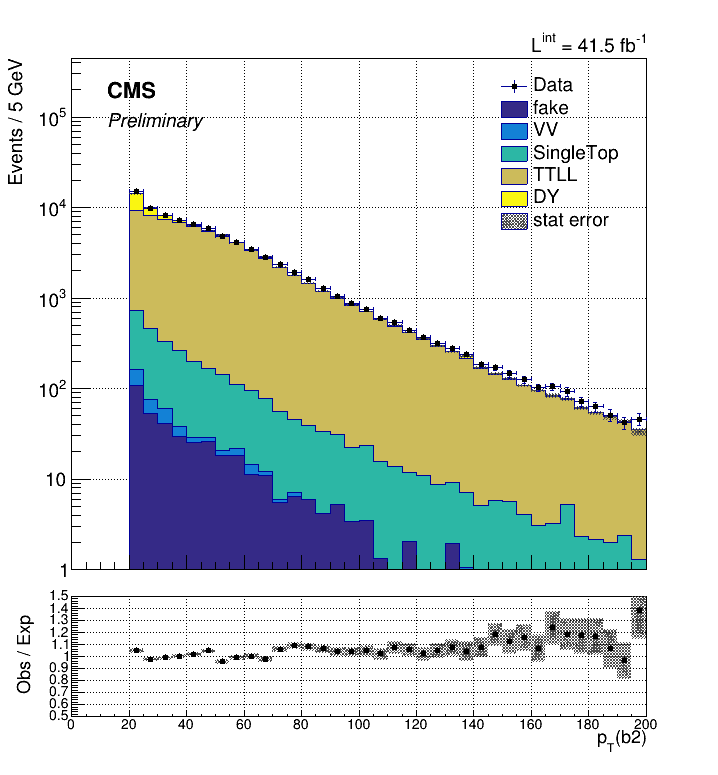 L^int = 41.5 fb^-1
Events / 5 GeV
CMS
Preliminary
Data
fake
VV
SingleTop
TTLL
DY
stat error
10^5
10^4
10^3
10^2
10
1
Obs / Exp
1.5
1.4
1.3
1.2
1.1
1
0.9
0.8
0.7
0.6
0.5
0 20 40 60 80 100 120 140 160 180 200
p_T(b2)